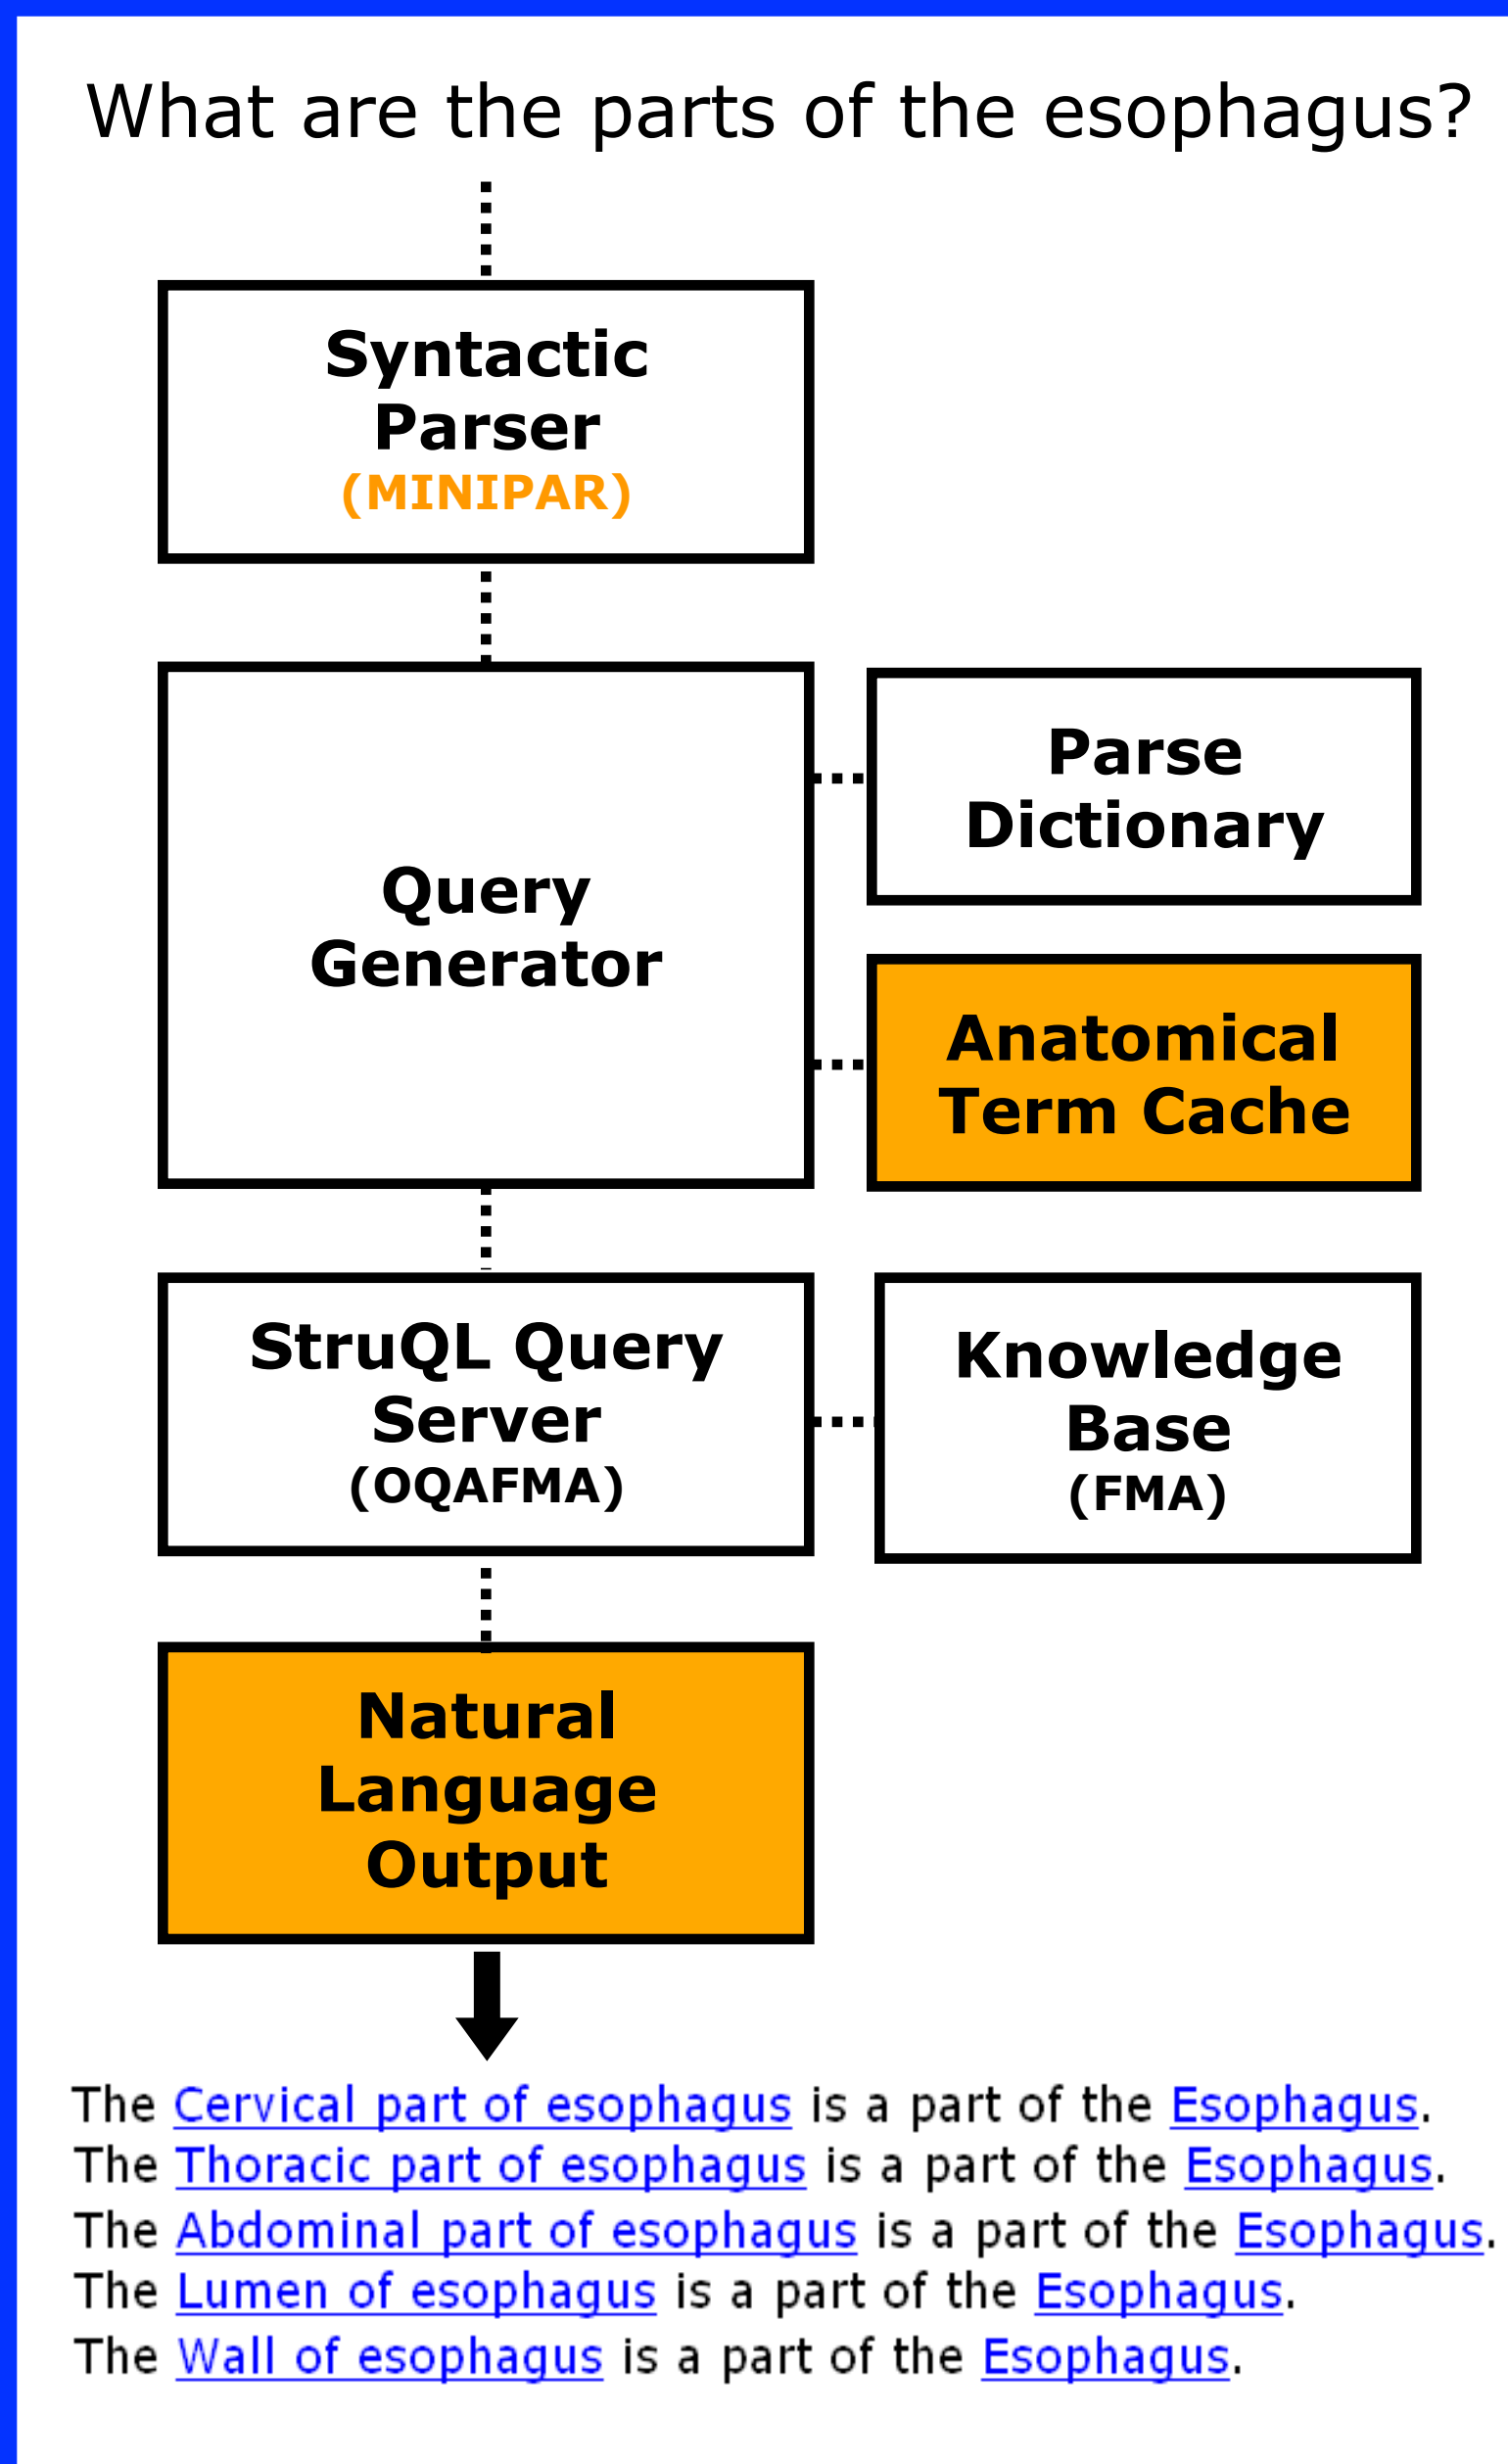 What are the parts of the esophagus?
Syntactic
Parser
(MINIPAR)
Query
Generator
Parse
Dictionary
Anatomical
Term Cache
StruQL Query
Server
(OQAFMA)
Knowledge
Base
(FMA)
Natural
Language
Output
The Cervical part of esophagus is a part of the Esophagus.
The Thoracic part of esophagus is a part of the Esophagus.
The Abdominal part of esophagus is a part of the Esophagus.
The Lumen of esophagus is a part of the Esophagus.
The Wall of esophagus is a part of the Esophagus.